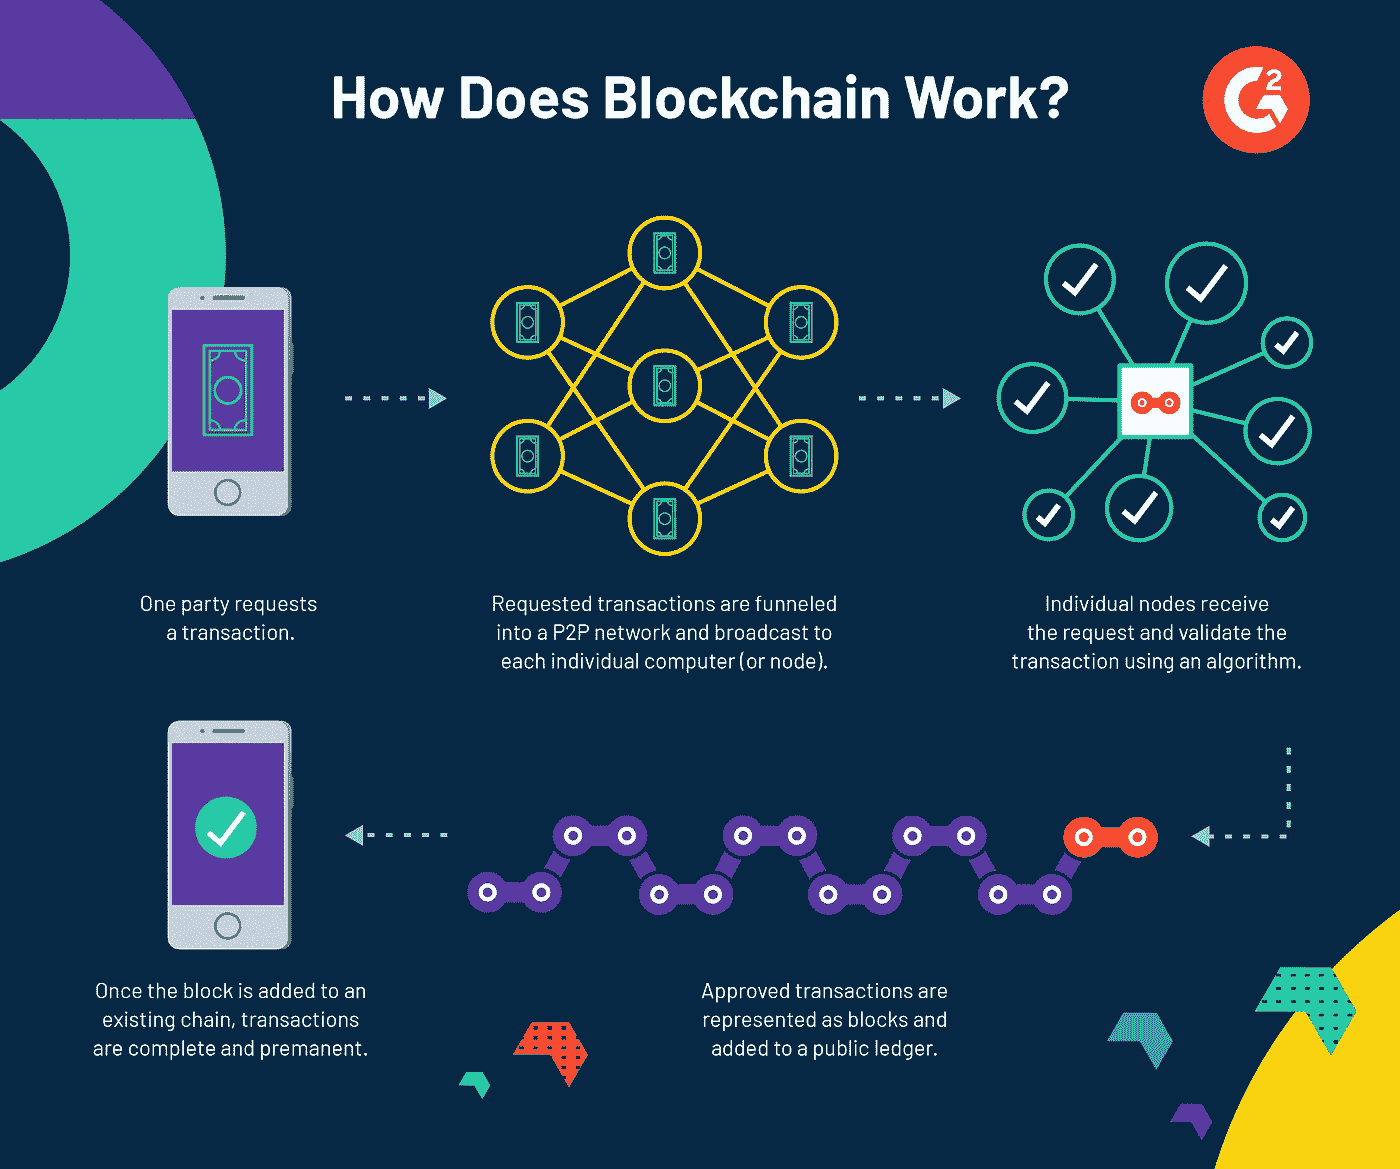 How Does Blockchain Work?
G2
One party requests
a transaction.
Requested transactions are funneled
into a P2P network and broadcast to
each individual computer (or node).
Individual nodes receive
the request and validate the
transaction using an algorithm.
Once the block is added to an
existing chain, transactions
are complete and premanent.
Approved transactions are
represented as blocks and
added to a public ledger.